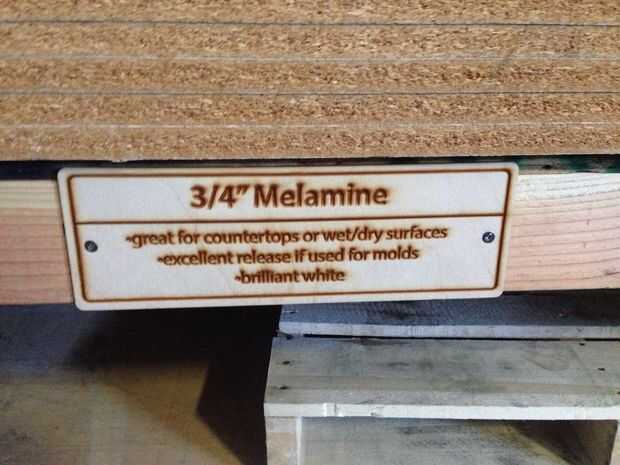 3/4" Melamine
-great for countertops or wet/dry surfaces
-excellent release if used for molds
-brilliant white